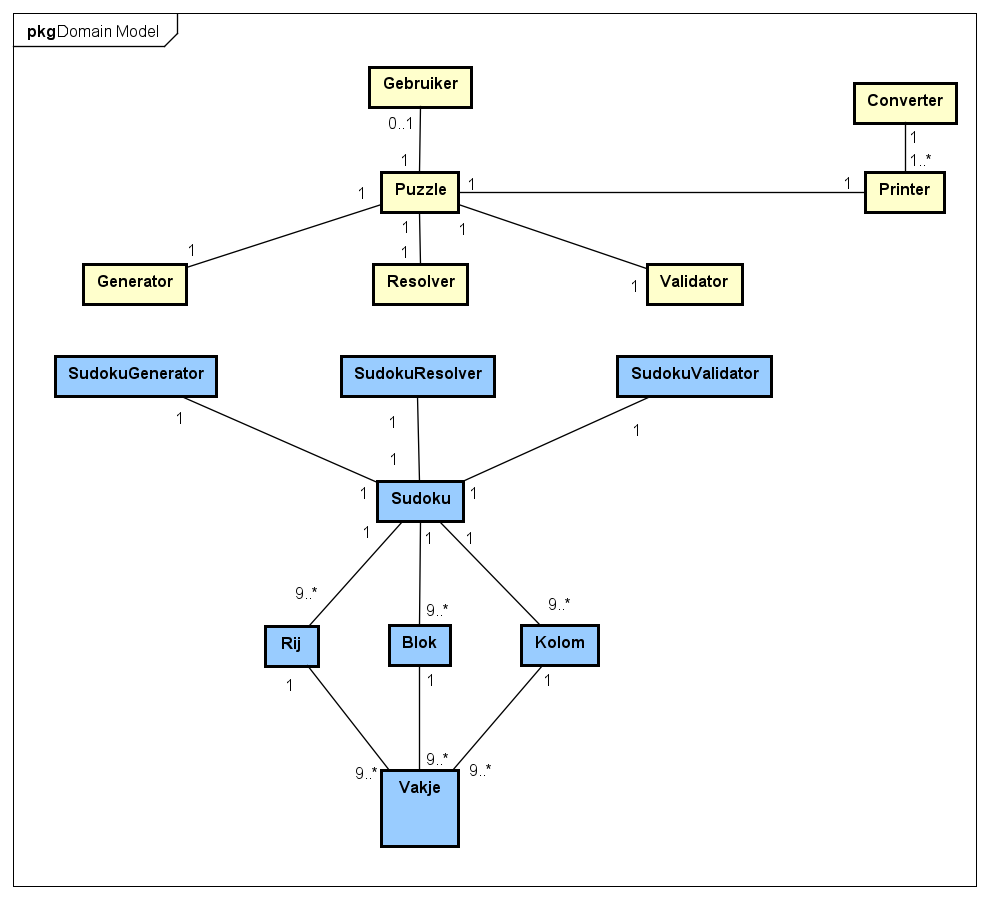 pkgDomain Model
Gebruiker
Converter
0..1
1
1
1..*
Puzzle
1
1
Printer
1
1
1
1
1
1
Generator
Resolver
Validator
SudokuGenerator
SudokuResolver
SudokuValidator
1
1
1
1
1
Sudoku
1
1
1
1
9..*
9..*
9..*
Rij
Blok
Kolom
1
1
1
9..*
9..*
9..*
Vakje